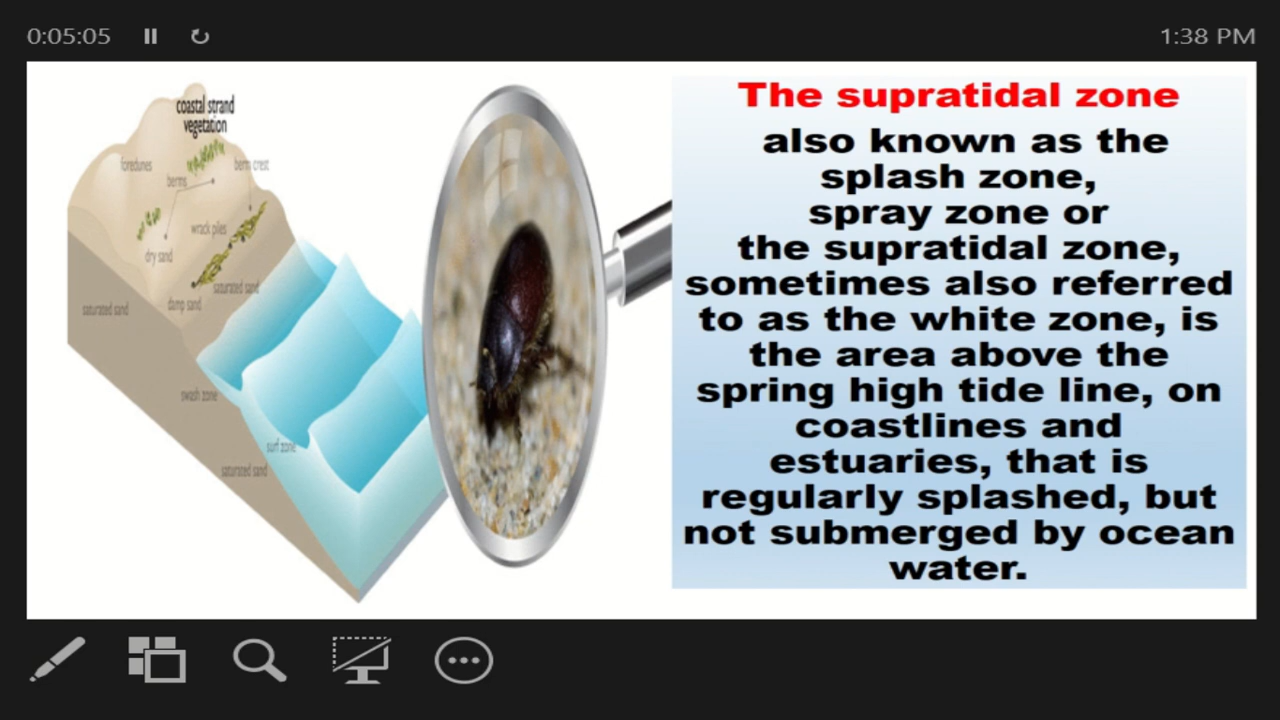 0:05:05
1:38 PM
coastal strand
vegetation
foredunes
berm crest
berms
wrack piles
dry sand
saturated sand
damp sand
saturated sand
swash zone
surf zone
saturated sand
The supratidal zone
also known as the
splash zone,
spray zone or
the supratidal zone,
sometimes also referred
to as the white zone, is
the area above the
spring high tide line, on
coastlines and
estuaries, that is
regularly splashed, but
not submerged by ocean
water.